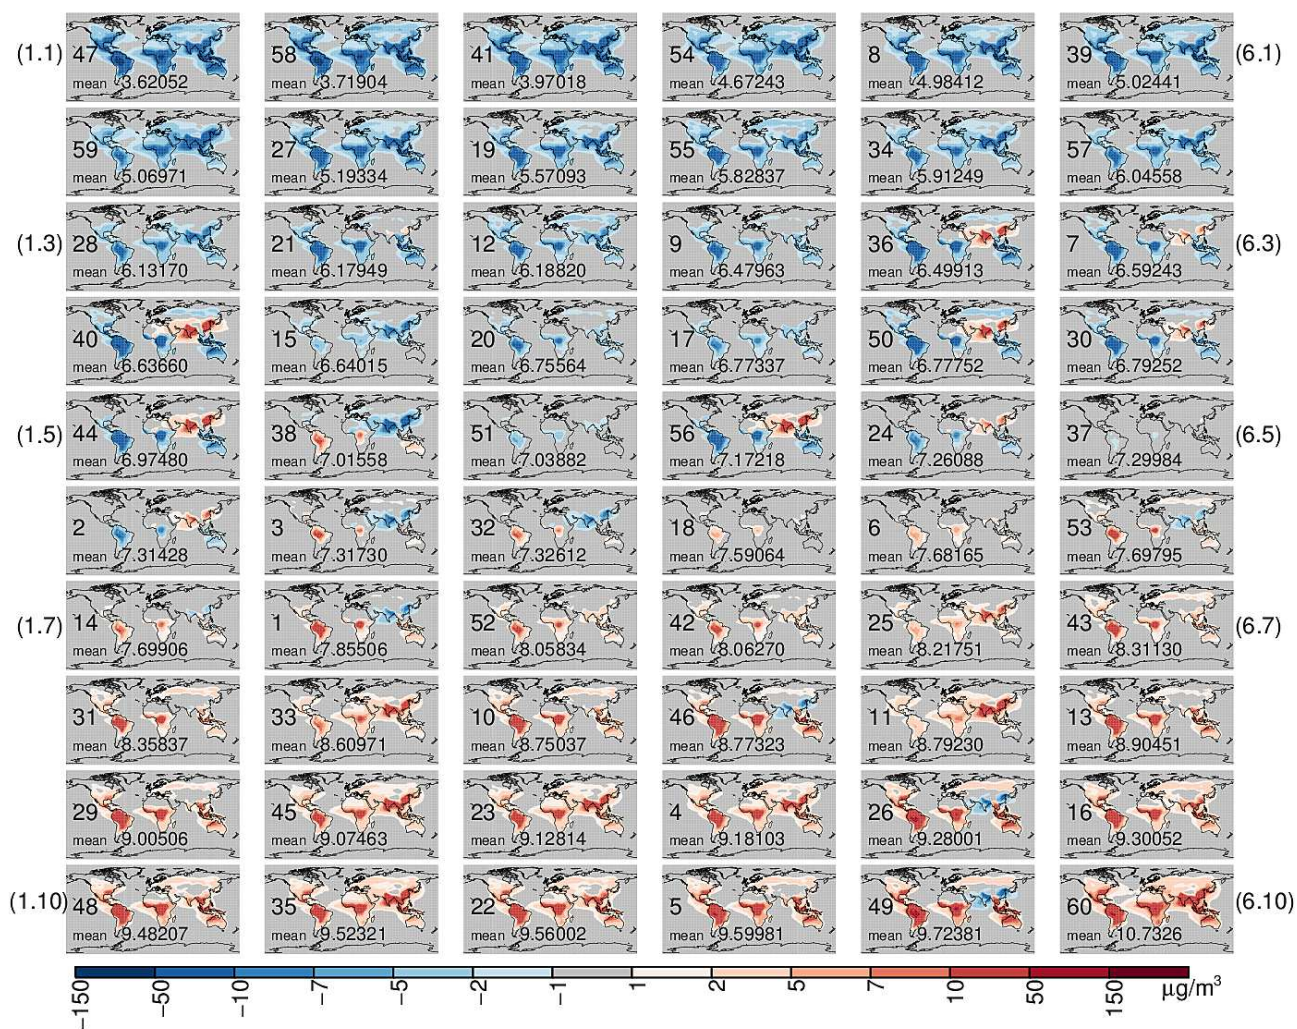 (1.1) 47 58 41 54 8 39 (6.1)
mean 3.62052 mean 3.71904 mean 3.97018 mean 4.67243 mean 4.98412 mean 5.02441
59 27 19 55 34 57
mean 5.06971 mean 5.19334 mean 5.57093 mean 5.82837 mean 5.91249 mean 6.04558
(1.3) 28 21 12 9 36 7 (6.3)
mean 6.13170 mean 6.17949 mean 6.18820 mean 6.47963 mean 6.49913 mean 6.59243
40 15 20 17 50 30
mean 6.63660 mean 6.64015 mean 6.75564 mean 6.77337 mean 6.77752 mean 6.79252
(1.5) 44 38 51 56 24 37 (6.5)
mean 6.97480 mean 7.01558 mean 7.03882 mean 7.17218 mean 7.26088 mean 7.29984
2 3 32 18 6 53
mean 7.31428 mean 7.31730 mean 7.32612 mean 7.59064 mean 7.68165 mean 7.69795
(1.7) 14 1 52 42 25 43 (6.7)
mean 7.69906 mean 7.85506 mean 8.05834 mean 8.06270 mean 8.21751 mean 8.31130
31 33 10 46 11 13
mean 8.35837 mean 8.60971 mean 8.75037 mean 8.77323 mean 8.79230 mean 8.90451
29 45 23 4 26 16
mean 9.00506 mean 9.07463 mean 9.12814 mean 9.18103 mean 9.28001 mean 9.30052
(1.10) 48 35 22 5 49 60 (6.10)
mean 9.48207 mean 9.52321 mean 9.56002 mean 9.59981 mean 9.72381 mean 10.7326
−150 −50 −10 −7 −5 −2 −1 1 2 5 7 10 50 150 μg/m³